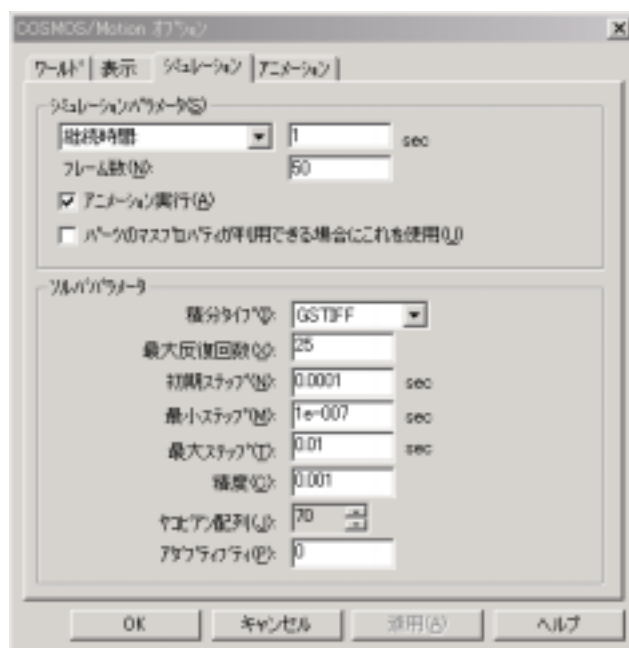 COSMOS/Motion オプション
ワールド 表示 シミュレーション アニメーション
シミュレーションパラメータ(S)
継続時間 1 sec
フレーム数(N): 50
アニメーション実行(A)
パーツのマスプロパティが利用できる場合にこれを使用(U)
ソルバパラメータ
積分タイプ(I): GSTIFF
最大反復回数(X): 25
初期ステップ(N): 0.0001 sec
最小ステップ(M): 1e-007 sec
最大ステップ(T): 0.01 sec
精度(C): 0.001
ヤコビアン配列(J): 70
アダプティブティ(P): 0
OK キャンセル 適用(A) ヘルプ